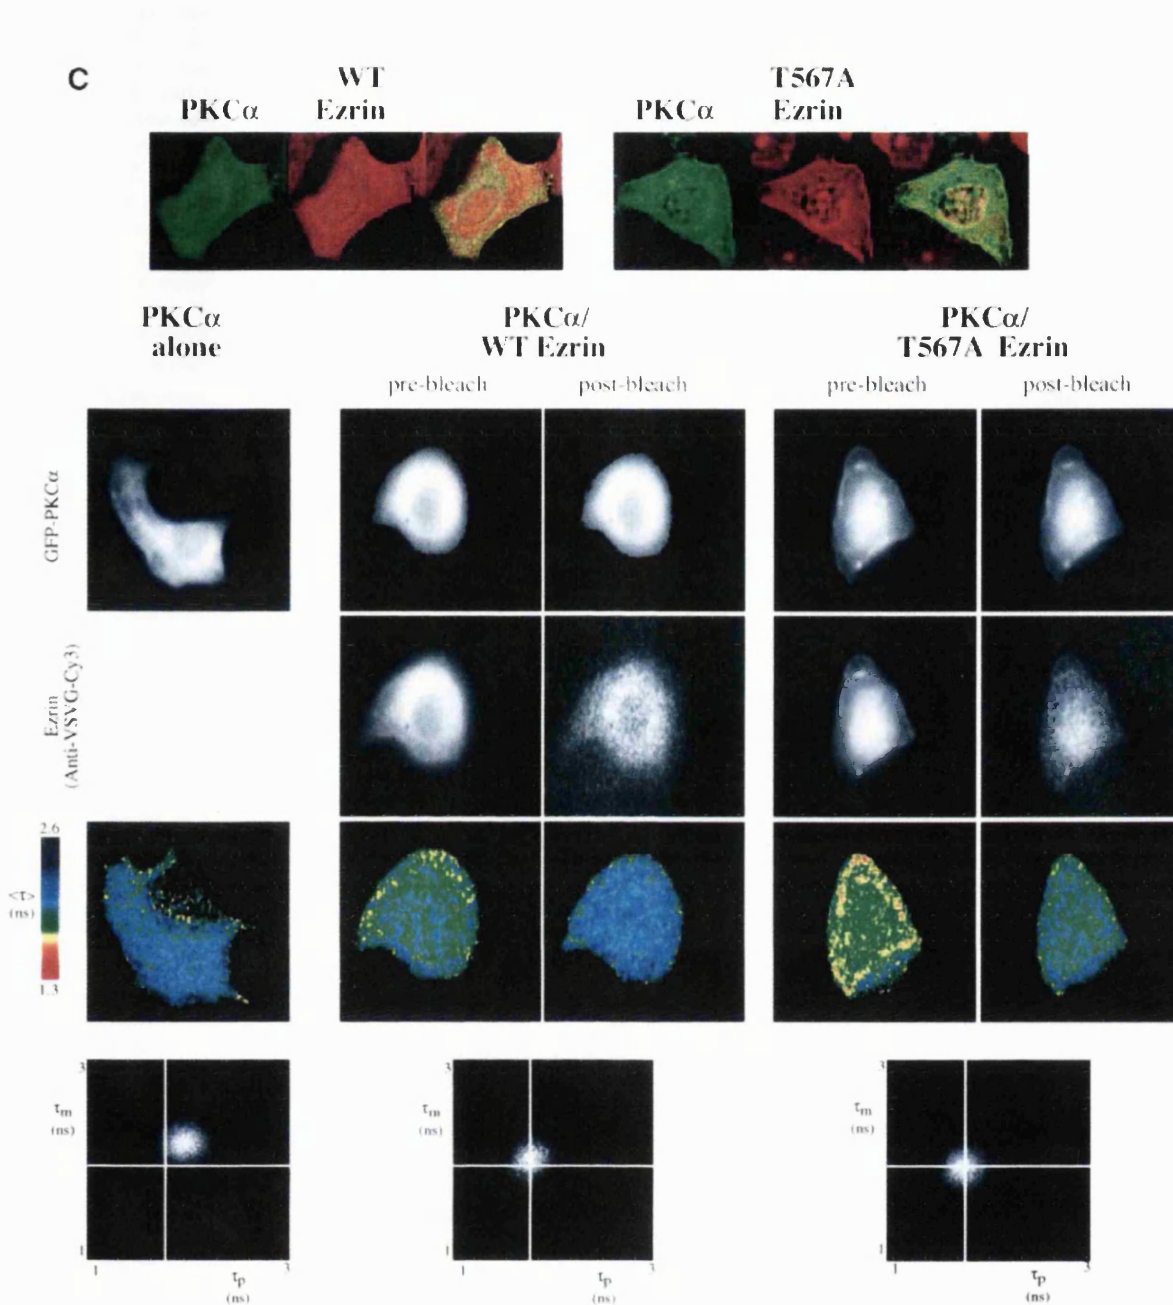 C
WT
PKCα Ezrin
T567A
PKCα Ezrin
PKCα
alone
PKCα/
WT Ezrin
PKCα/
T567A Ezrin
pre-bleach post-bleach
pre-bleach post-bleach
GFP-PKCα
Ezrin
(Anti-VSVG-Cy3)
2.6
<τ>
(ns)
1.3
3
τm
(ns)
1
1 3
τp
(ns)
3
τm
(ns)
1
1 3
τp
(ns)
3
τm
(ns)
1
1 3
τp
(ns)